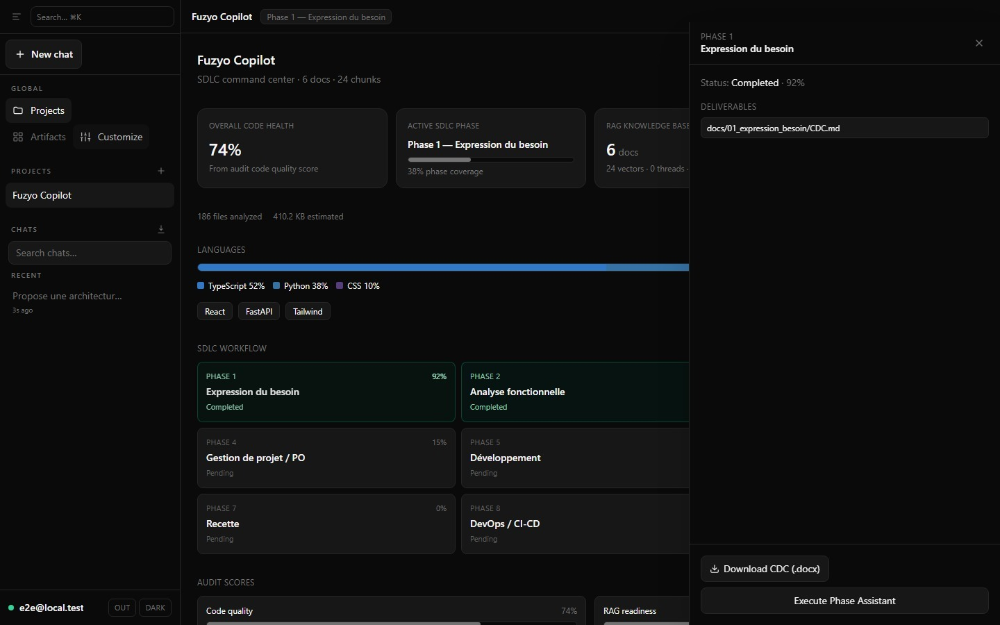 Search... ⌘K
New chat
GLOBAL
Projects
Artifacts
Customize
PROJECTS
Fuzyo Copilot
CHATS
Search chats...
RECENT
Propose une architectur...
3s ago
e2e@local.test
OUT
DARK
Fuzyo Copilot
Phase 1 — Expression du besoin
Fuzyo Copilot
SDLC command center · 6 docs · 24 chunks
OVERALL CODE HEALTH
74%
From audit code quality score
ACTIVE SDLC PHASE
Phase 1 — Expression du besoin
38% phase coverage
RAG KNOWLEDGE BASE
6 docs
24 vectors · 0 threads ·
186 files analyzed
410.2 KB estimated
LANGUAGES
TypeScript 52%
Python 38%
CSS 10%
React
FastAPI
Tailwind
SDLC WORKFLOW
PHASE 1
92%
Expression du besoin
Completed
PHASE 2
Analyse fonctionnelle
Completed
PHASE 4
15%
Gestion de projet / PO
Pending
PHASE 5
Développement
Pending
PHASE 7
0%
Recette
Pending
PHASE 8
DevOps / CI-CD
Pending
AUDIT SCORES
Code quality
74%
RAG readiness
PHASE 1
Expression du besoin
Status: Completed · 92%
DELIVERABLES
docs/01_expression_besoin/CDC.md
Download CDC (.docx)
Execute Phase Assistant